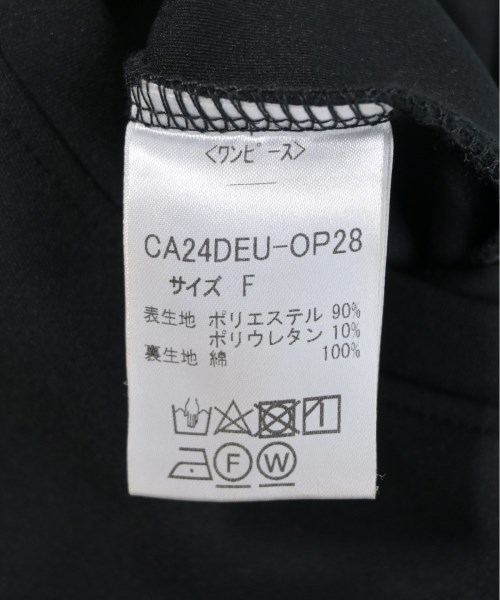 〈ワンピース〉
CA24DEU-OP28
サイズ F
表生地 ポリエステル 90%
ポリウレタン 10%
裏生地 綿 100%
F W